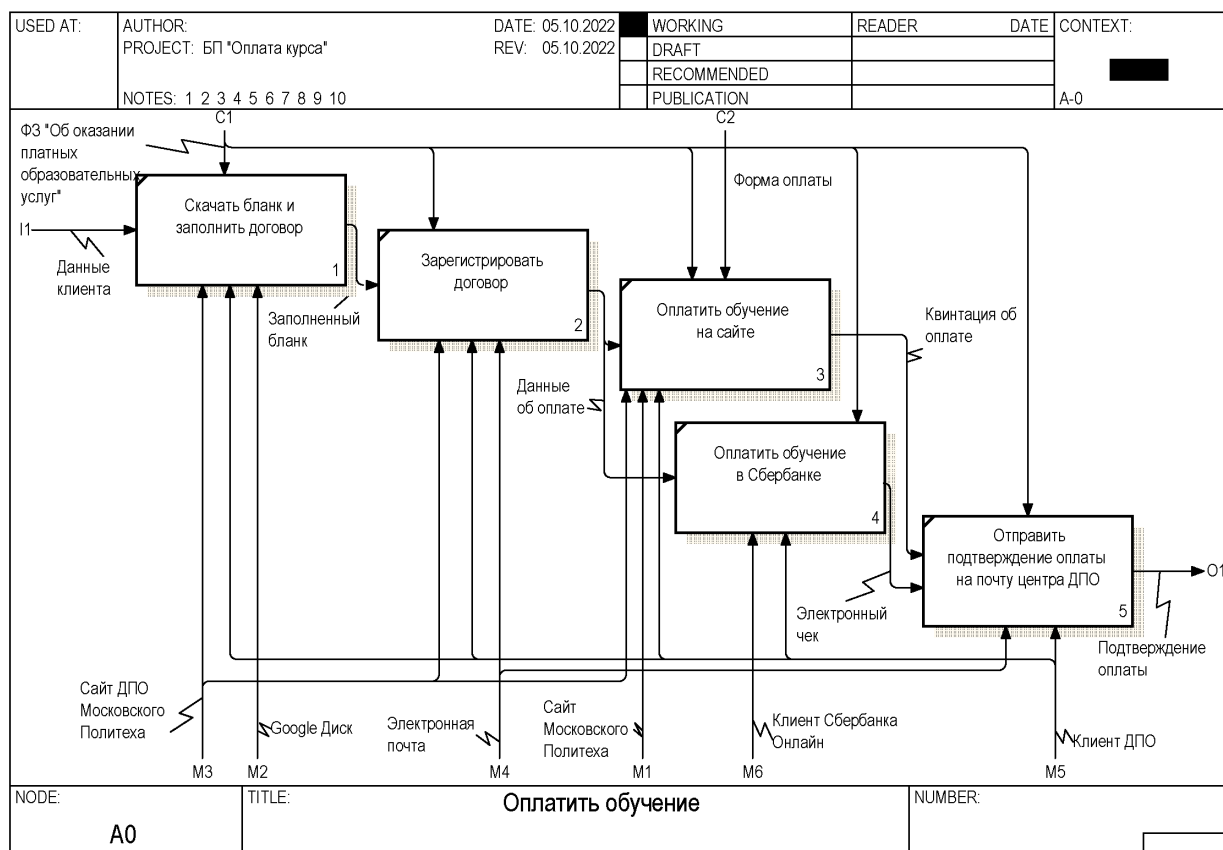 USED AT:
AUTHOR:
DATE: 05.10.2022
PROJECT: БП "Оплата курса"
REV: 05.10.2022
NOTES: 1 2 3 4 5 6 7 8 9 10
WORKING
DRAFT
RECOMMENDED
PUBLICATION
READER
DATE
CONTEXT:
A-0
C1
C2
ФЗ "Об оказании
платных
образовательных
услуг"
Форма оплаты
I1
Данные
клиента
Скачать бланк и
заполнить договор
1
Заполненный
бланк
Зарегистрировать
договор
2
Данные
об оплате
Оплатить обучение
на сайте
3
Квинтация об
оплате
Оплатить обучение
в Сбербанке
4
Электронный
чек
Отправить
подтверждение оплаты
на почту центра ДПО
5
O1
Подтверждение
оплаты
Сайт ДПО
Московского
Политеха
Google Диск
Электронная
почта
Сайт
Московского
Политеха
Клиент Сбербанка
Онлайн
Клиент ДПО
M3
M2
M4
M1
M6
M5
NODE:
A0
TITLE:
Оплатить обучение
NUMBER: